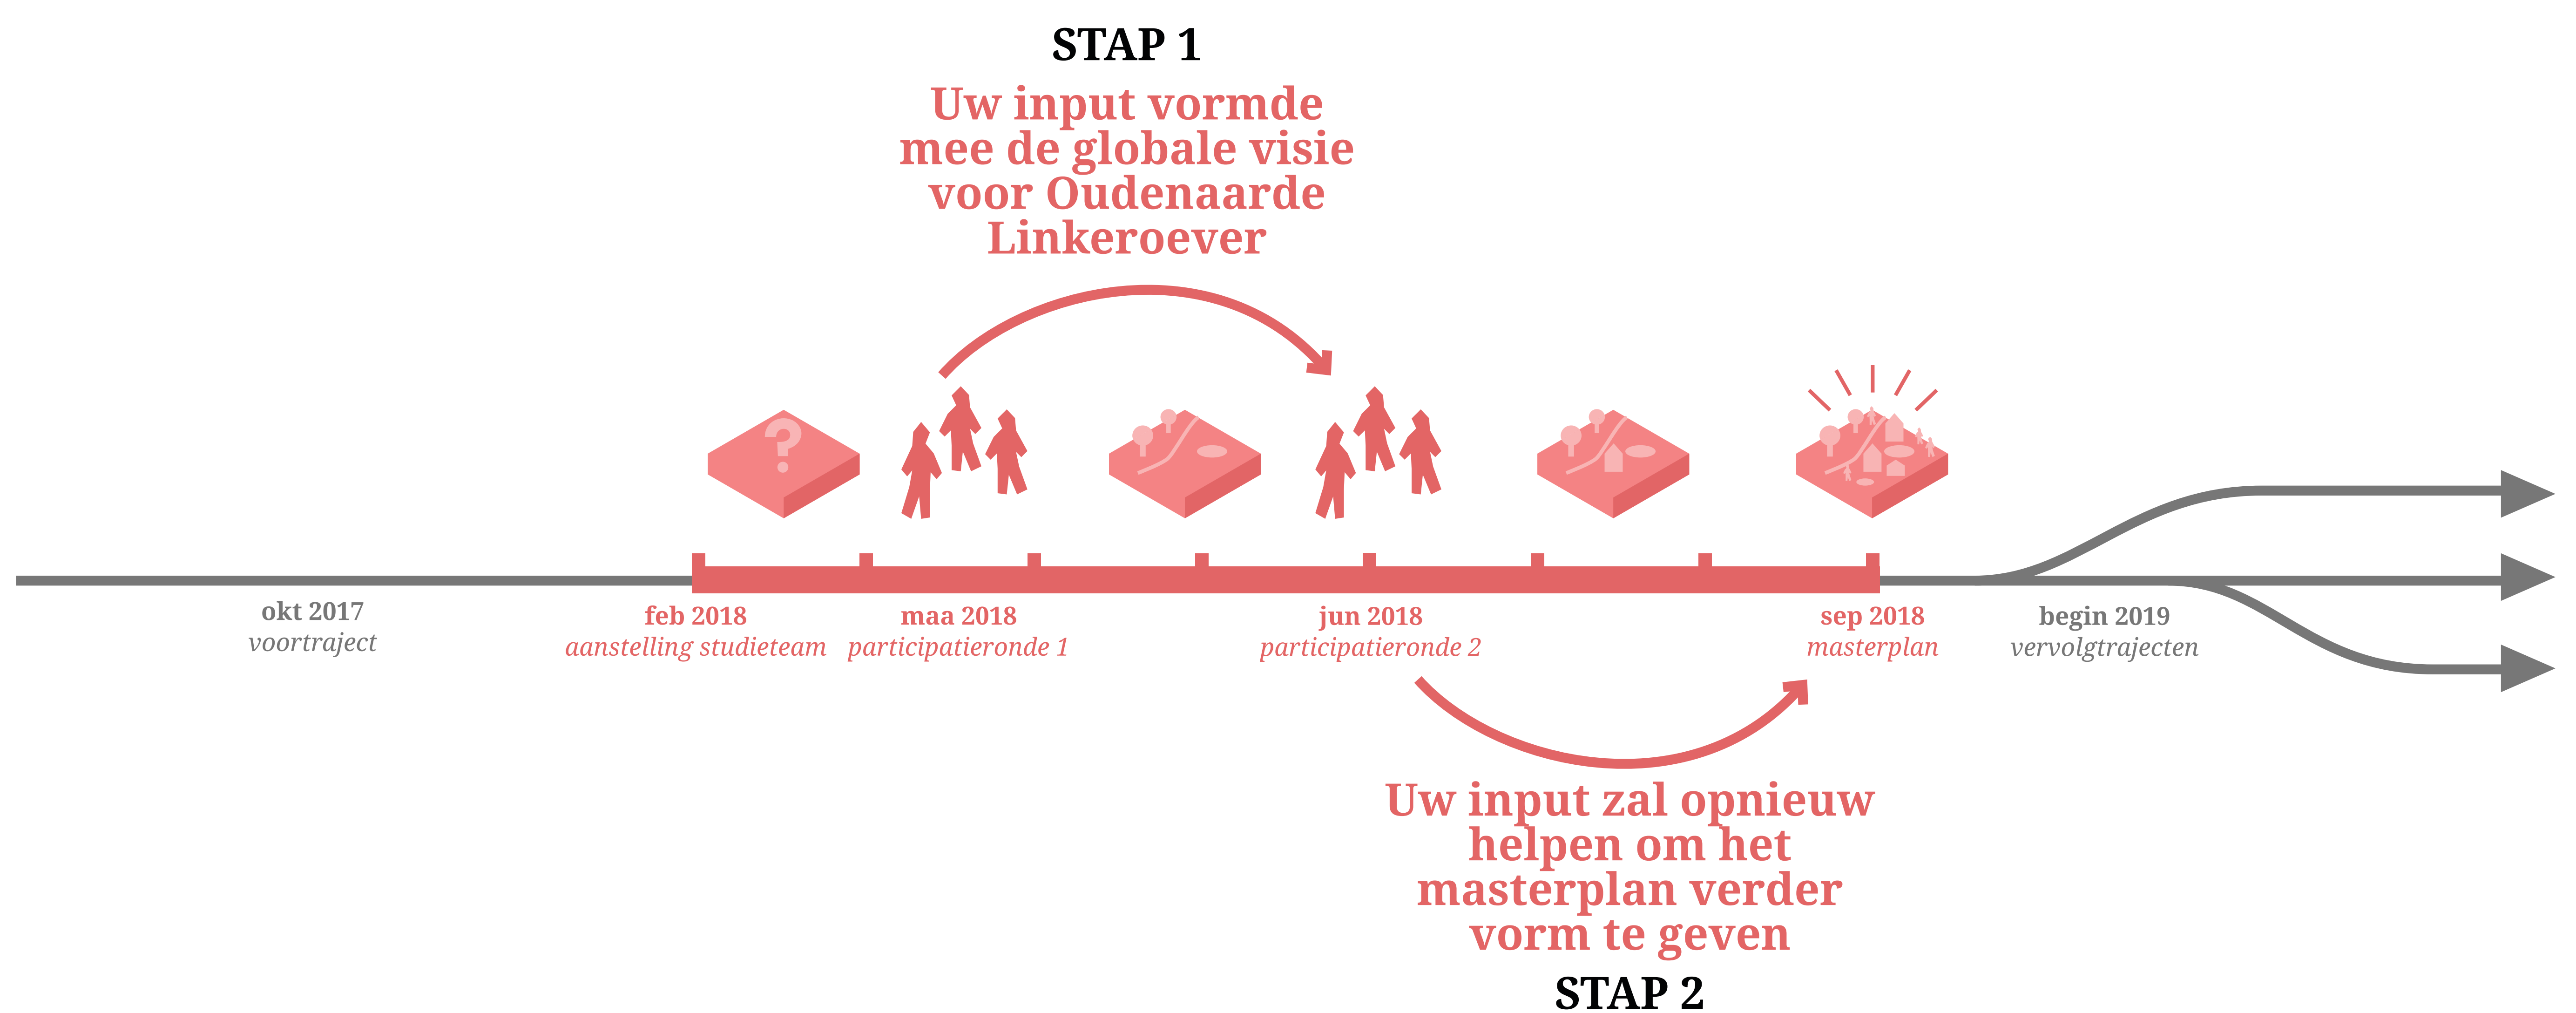 STAP 1
Uw input vormde
mee de globale visie
voor Oudenaarde
Linkeroever
?
okt 2017
voortraject
feb 2018
aanstelling studieteam
maa 2018
participatieronde 1
jun 2018
participatieronde 2
sep 2018
masterplan
begin 2019
vervolgtrajecten
Uw input zal opnieuw
helpen om het
masterplan verder
vorm te geven
STAP 2